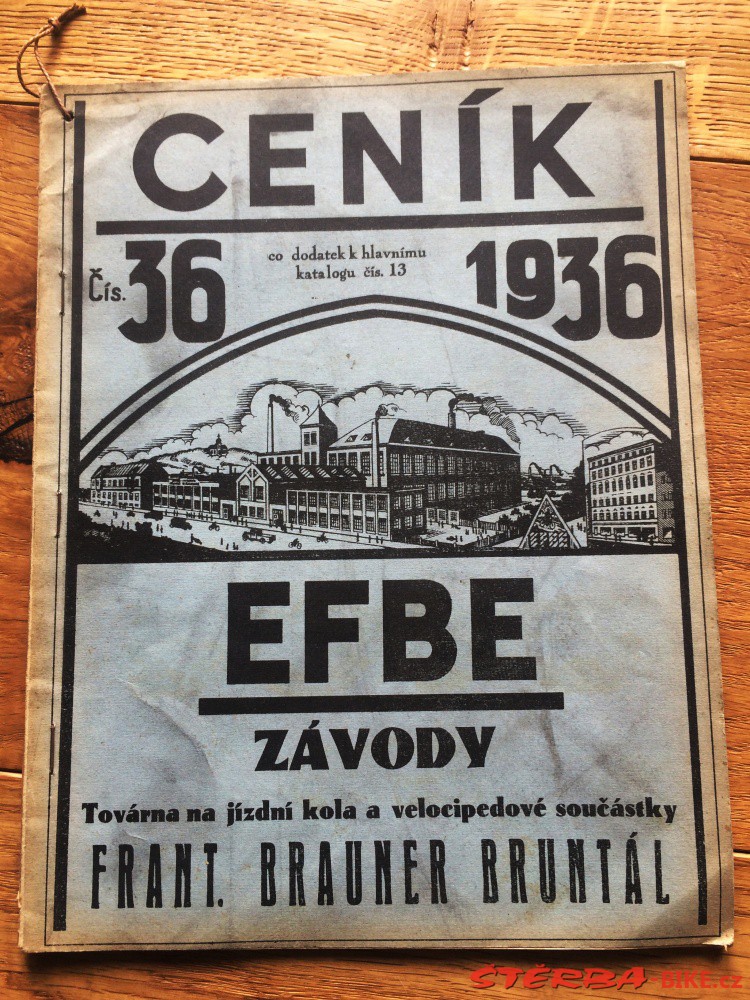 CENÍK
Čís. 36 co dodatek k hlavnímu 1936
katalogu čís. 13
EFBE
ZÁVODY
Továrna na jízdní kola a velocipedové součástky
FRANT. BRAUNER BRUNTÁL
ŠTĚRBA-BIKE.cz